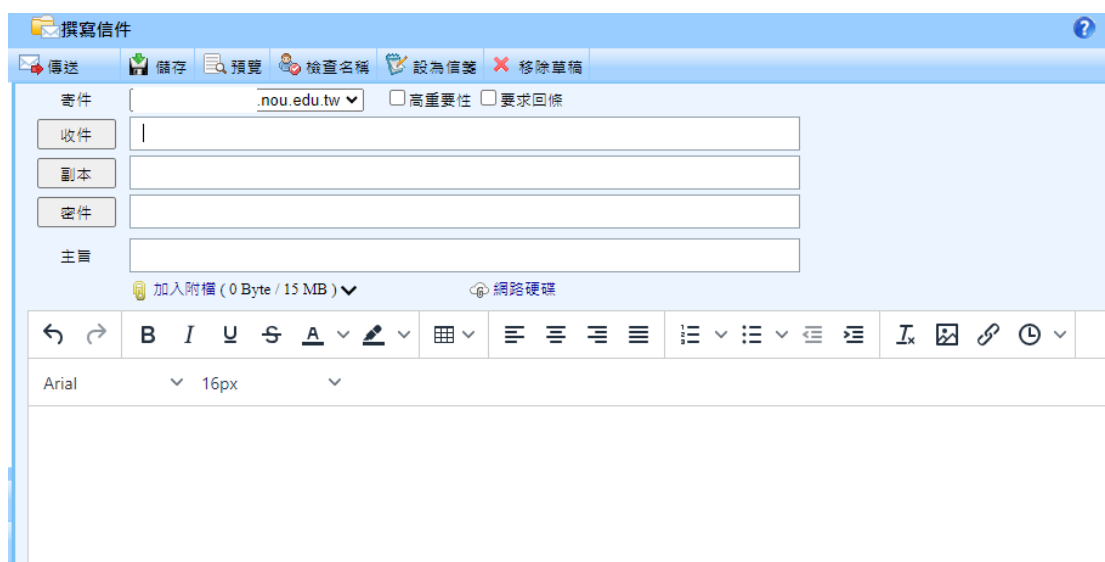 撰寫信件
傳送 儲存 預覽 檢查名稱 設為信箋 移除草稿
寄件 .nou.edu.tw 高重要性 要求回條
收件
副本
密件
主旨
加入附檔 ( 0 Byte / 15 MB ) 網路硬碟
Arial 16px